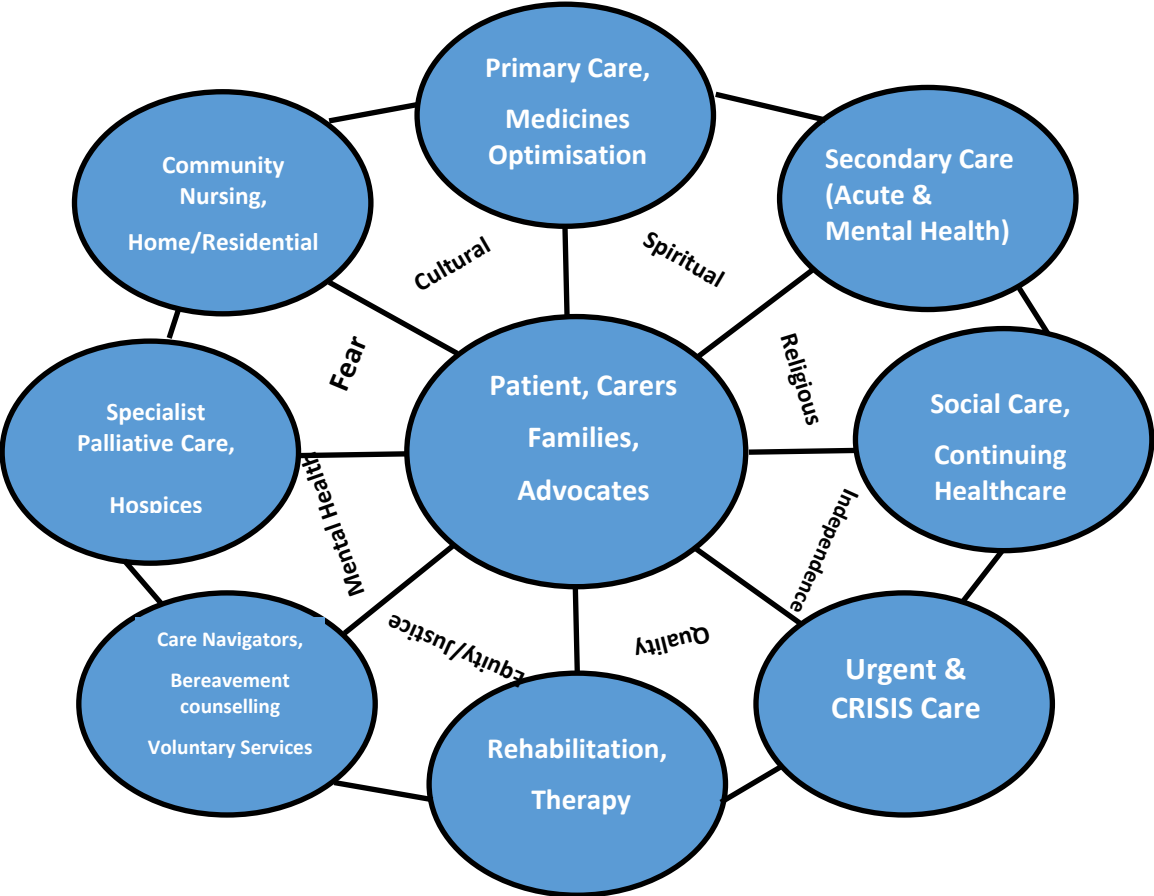 Primary Care,
Medicines
Optimisation
Secondary Care
(Acute &
Mental Health)
Social Care,
Continuing
Healthcare
Urgent &
CRISIS Care
Rehabilitation,
Therapy
Care Navigators,
Bereavement
counselling
Voluntary Services
Specialist
Palliative Care,
Hospices
Community
Nursing,
Home/Residential
Patient, Carers
Families,
Advocates
Cultural
Spiritual
Religious
Independence
Quality
Equity/Justice
Mental Health
Fear